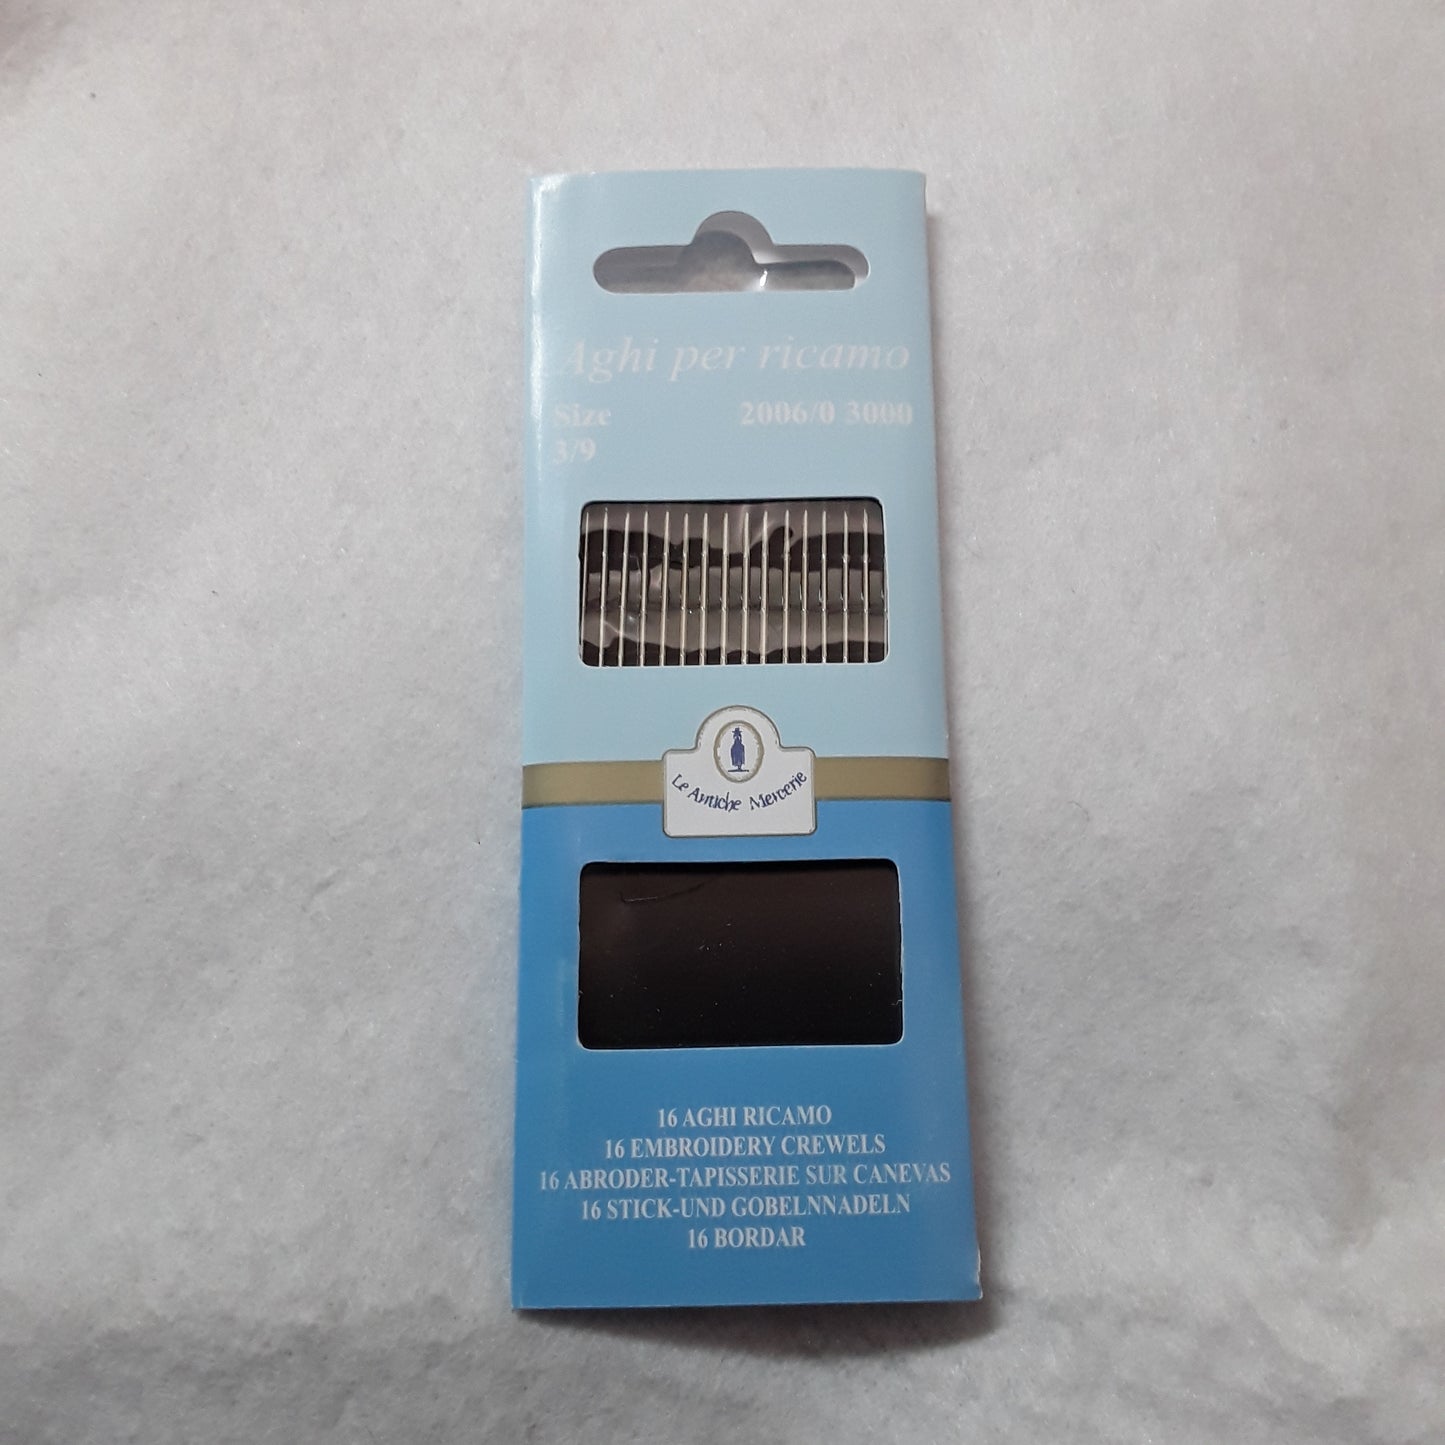 Aghi per ricamo
Size 2006/0 3000
3/9
Le Antiche Mercerie
16 AGHI RICAMO
16 EMBROIDERY CREWELS
16 ABRODER-TAPISSERIE SUR CANEVAS
16 STICK-UND GOBELNNADELN
16 BORDAR